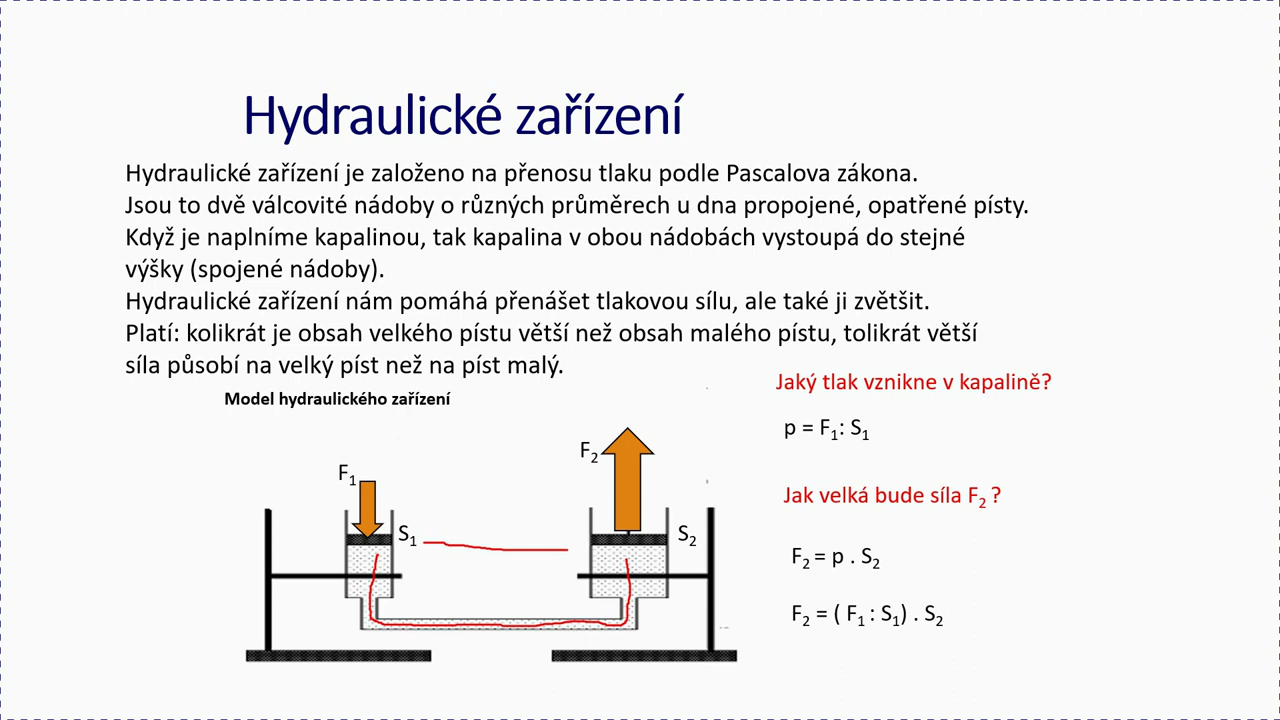 Hydraulické zařízení
Hydraulické zařízení je založeno na přenosu tlaku podle Pascalova zákona.
Jsou to dvě válcovité nádoby o různých průměrech u dna propojené, opatřené písty.
Když je naplníme kapalinou, tak kapalina v obou nádobách vystoupá do stejné
výšky (spojené nádoby).
Hydraulické zařízení nám pomáhá přenášet tlakovou sílu, ale také ji zvětšit.
Platí: kolikrát je obsah velkého pístu větší než obsah malého pístu, tolikrát větší
síla působí na velký píst než na píst malý.
Model hydraulického zařízení
F₁
S₁
F₂
S₂
Jaký tlak vznikne v kapalině?
p = F₁: S₁
Jak velká bude síla F₂ ?
F₂ = p . S₂
F₂ = ( F₁ : S₁) . S₂